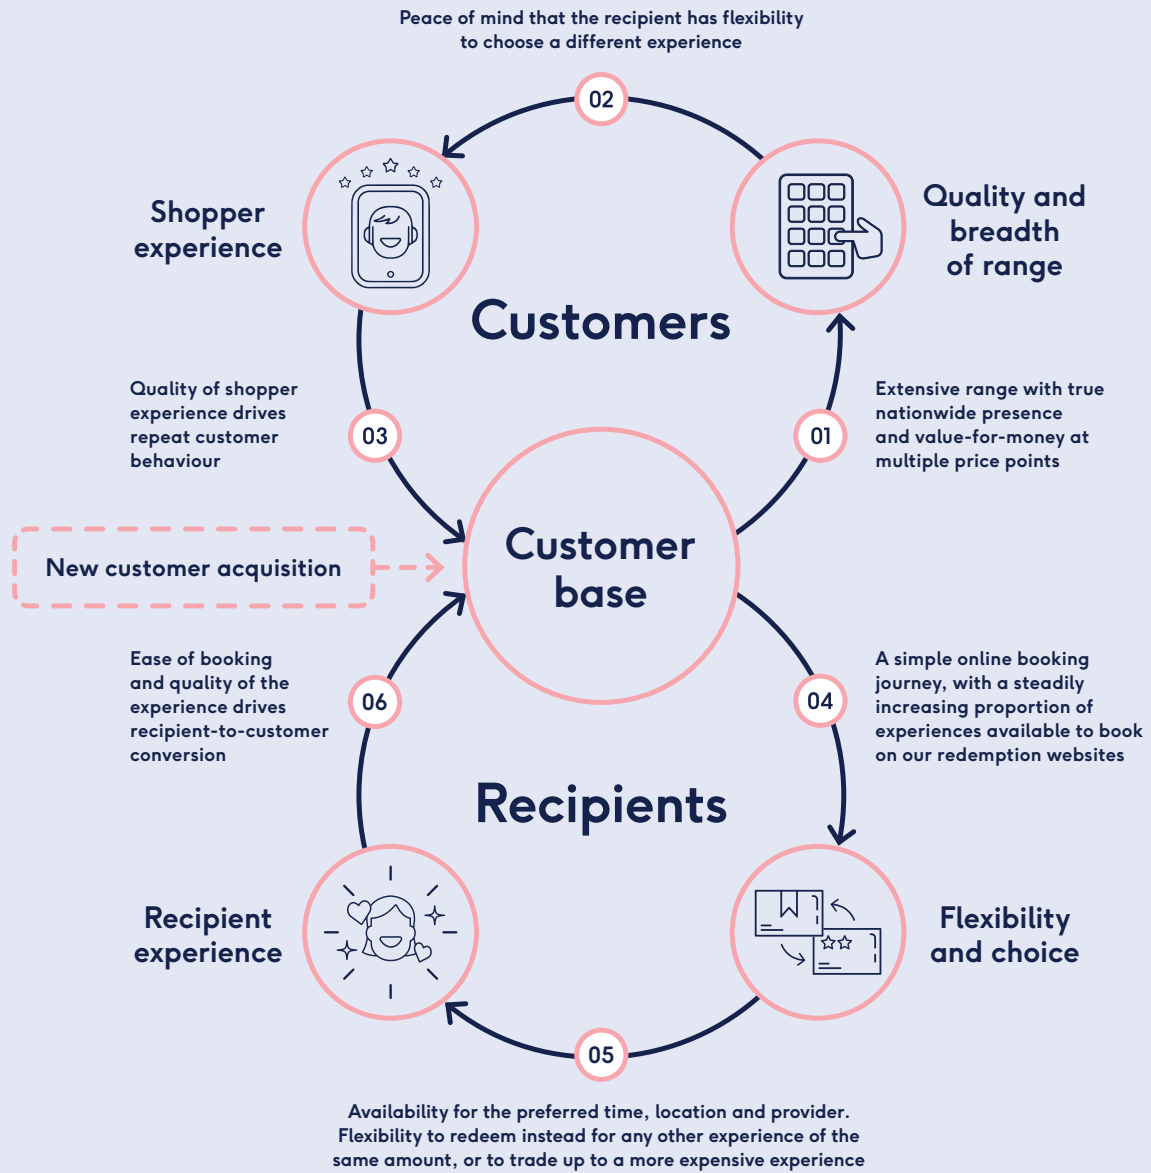 Peace of mind that the recipient has flexibility
to choose a different experience
02
Shopper
experience
Quality and
breadth
of range
Customers
Quality of shopper
experience drives
repeat customer
behaviour
03
01
Extensive range with true
nationwide presence
and value-for-money at
multiple price points
New customer acquisition
Customer
base
Ease of booking
and quality of the
experience drives
recipient-to-customer
conversion
06
04
A simple online booking
journey, with a steadily
increasing proportion of
experiences available to book
on our redemption websites
Recipients
Recipient
experience
Flexibility
and choice
05
Availability for the preferred time, location and provider.
Flexibility to redeem instead for any other experience of the
same amount, or to trade up to a more expensive experience